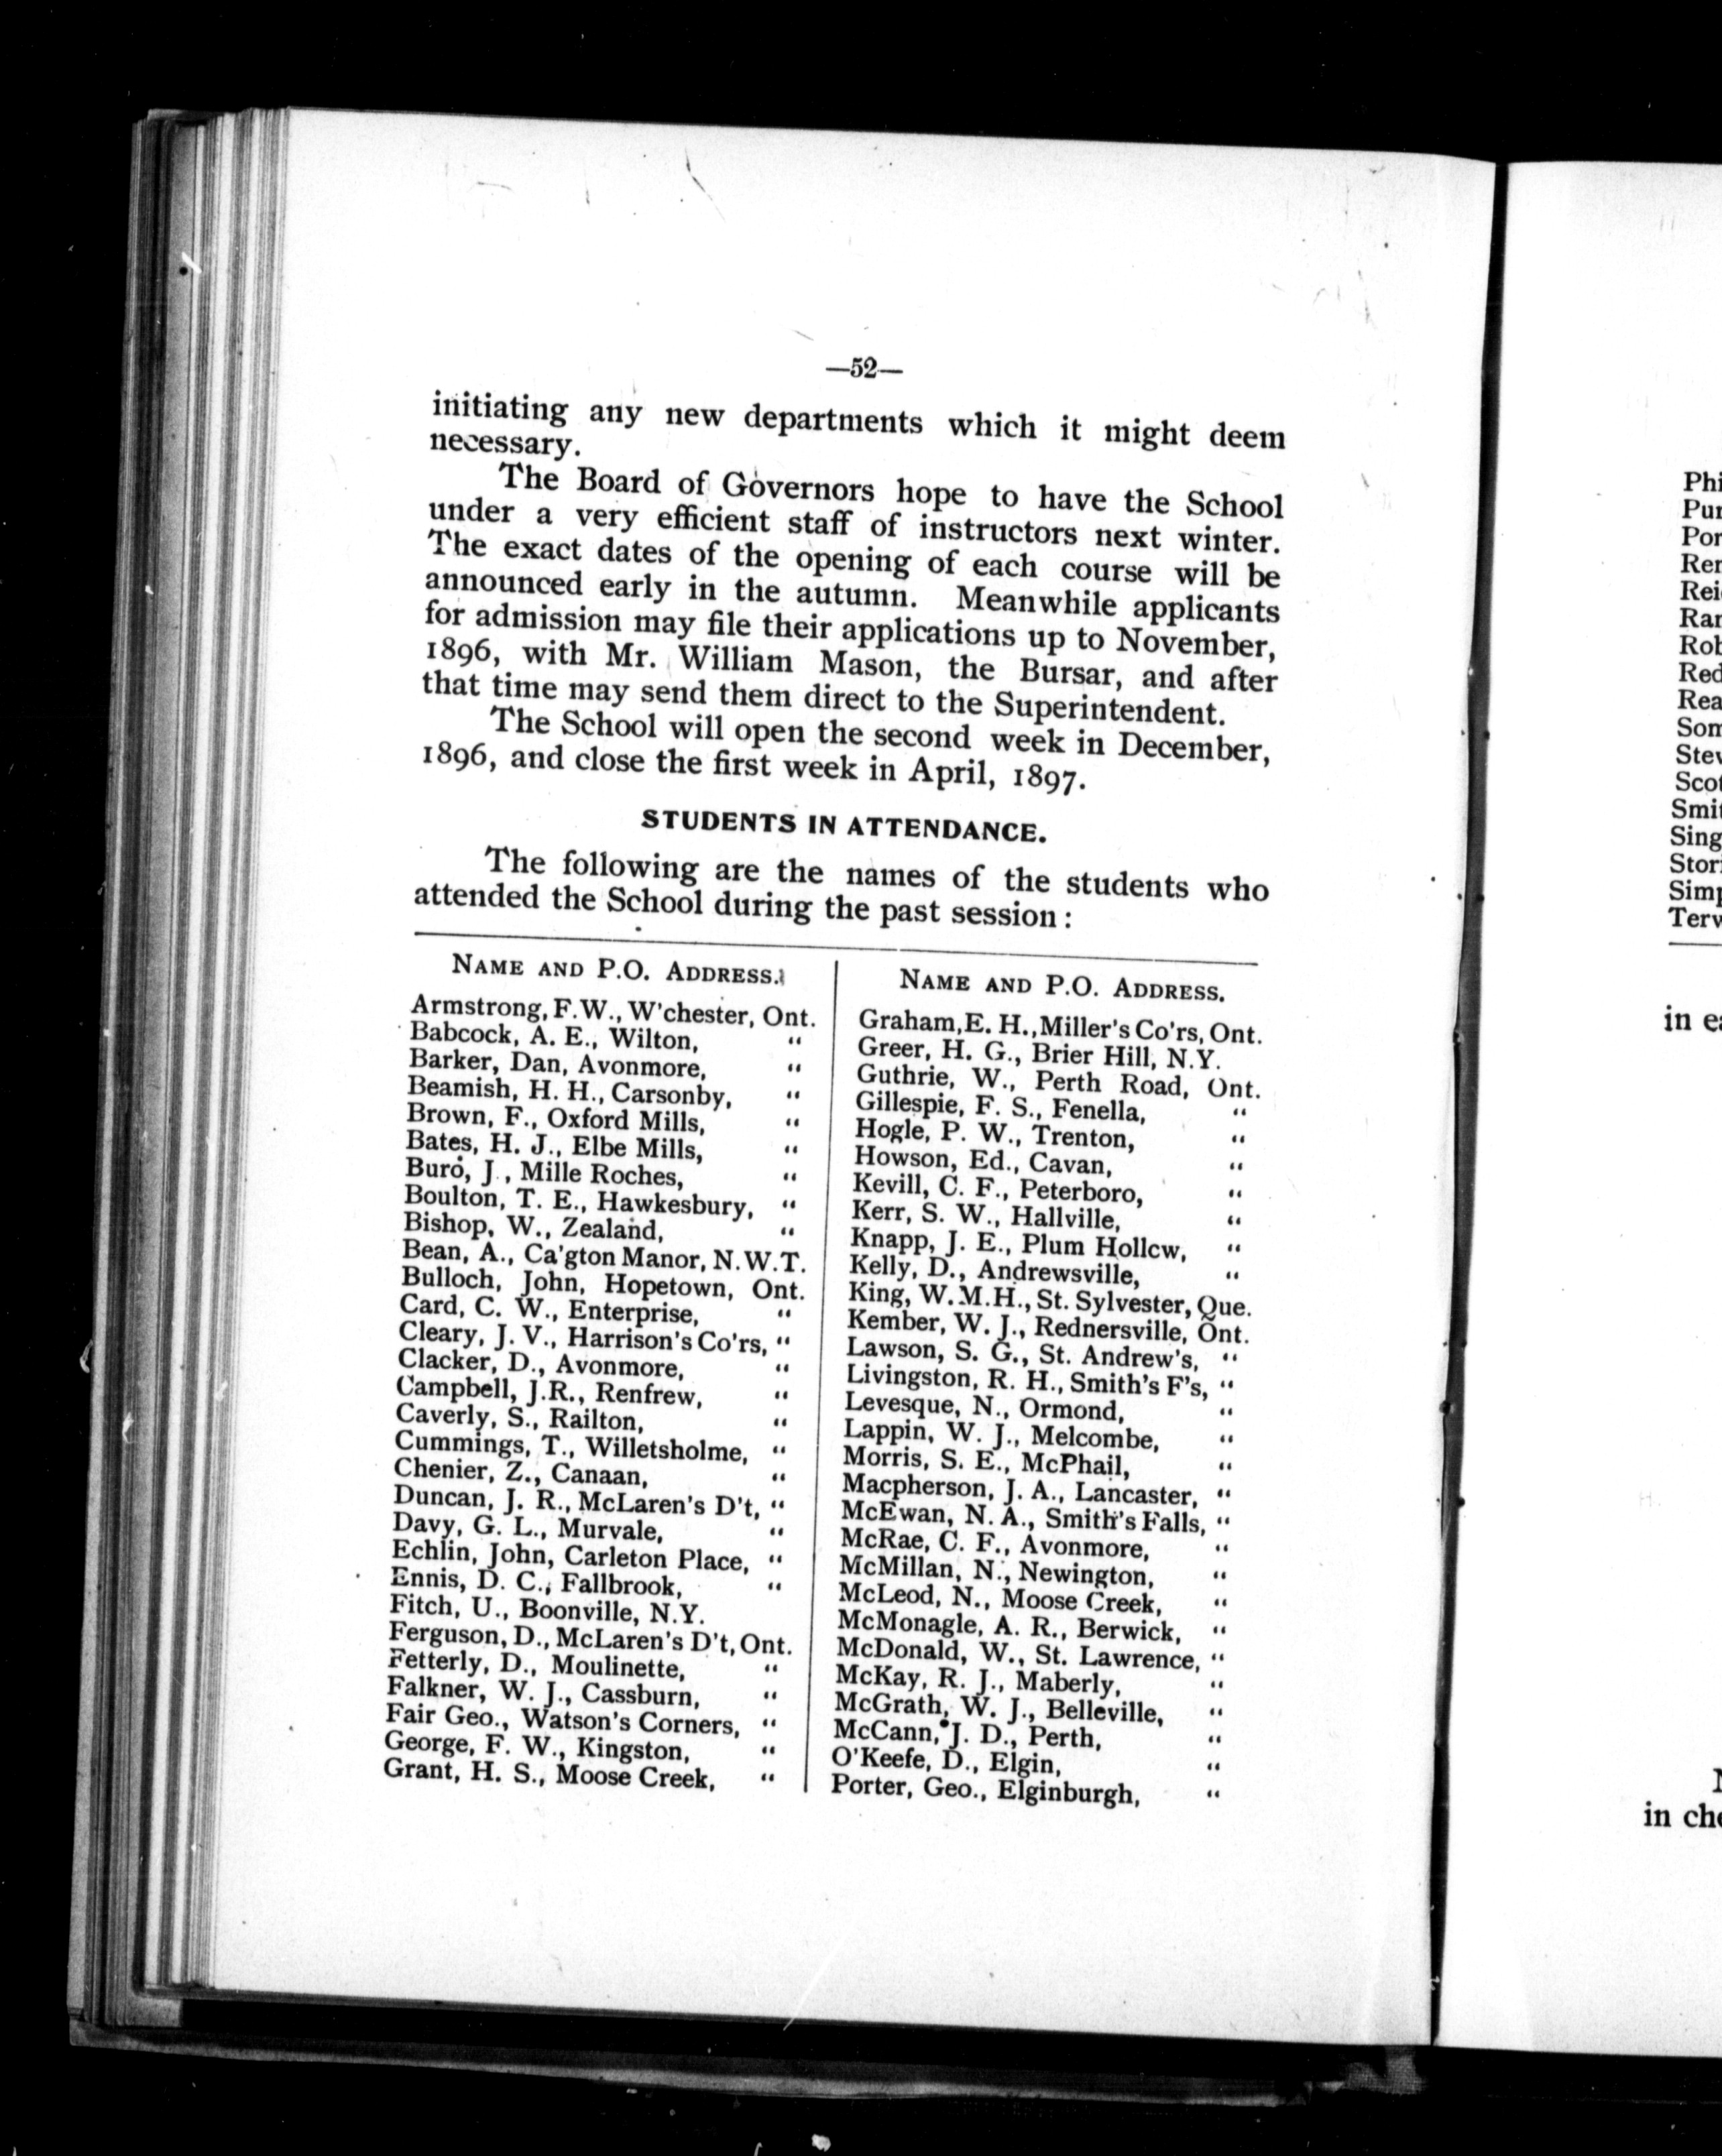 —52—
initiating any new departments which it might deem
necessary.
The Board of Governors hope to have the School
under a very efficient staff of instructors next winter.
The exact dates of the opening of each course will be
announced early in the autumn. Meanwhile applicants
for admission may file their applications up to November,
1896, with Mr. William Mason, the Bursar, and after
that time may send them direct to the Superintendent.
The School will open the second week in December,
1896, and close the first week in April, 1897.
STUDENTS IN ATTENDANCE.
The following are the names of the students who
attended the School during the past session :
NAME AND P.O. ADDRESS.
Armstrong, F.W., W'chester, Ont.
Babcock, A. E., Wilton, "
Barker, Dan, Avonmore, "
Beamish, H. H., Carsonby, "
Brown, F., Oxford Mills, "
Bates, H. J., Elbe Mills, "
Buro, J., Mille Roches, "
Boulton, T. E., Hawkesbury, "
Bishop, W., Zealand, "
Bean, A., Ca'gton Manor, N.W.T.
Bulloch, John, Hopetown, Ont.
Card, C. W., Enterprise, "
Cleary, J. V., Harrison's Co'rs, "
Clacker, D., Avonmore, "
Campbell, J.R., Renfrew, "
Caverly, S., Railton, "
Cummings, T., Willetsholme, "
Chenier, Z., Canaan, "
Duncan, J. R., McLaren's D't, "
Davy, G. L., Murvale, "
Echlin, John, Carleton Place, "
Ennis, D. C., Fallbrook, "
Fitch, U., Boonville, N.Y.
Ferguson, D., McLaren's D't, Ont.
Fetterly, D., Moulinette, "
Falkner, W. J., Cassburn, "
Fair Geo., Watson's Corners, "
George, F. W., Kingston, "
Grant, H. S., Moose Creek, "
NAME AND P.O. ADDRESS.
Graham, E. H., Miller's Co'rs, Ont.
Greer, H. G., Brier Hill, N.Y.
Guthrie, W., Perth Road, Ont.
Gillespie, F. S., Fenella, "
Hogle, P. W., Trenton, "
Howson, Ed., Cavan, "
Kevill, C. F., Peterboro, "
Kerr, S. W., Hallville, "
Knapp, J. E., Plum Hollcw, "
Kelly, D., Andrewsville, "
King, W.M.H., St. Sylvester, Que.
Kember, W. J., Rednersville, Ont.
Lawson, S. G., St. Andrew's, "
Livingston, R. H., Smith's F's, "
Levesque, N., Ormond, "
Lappin, W. J., Melcombe, "
Morris, S. E., McPhail, "
Macpherson, J. A., Lancaster, "
McEwan, N. A., Smith's Falls, "
McRae, C. F., Avonmore, "
McMillan, N., Newington, "
McLeod, N., Moose Creek, "
McMonagle, A. R., Berwick, "
McDonald, W., St. Lawrence, "
McKay, R. J., Maberly, "
McGrath, W. J., Belleville, "
McCann, J. D., Perth, "
O'Keefe, D., Elgin, "
Porter, Geo., Elginburgh, "